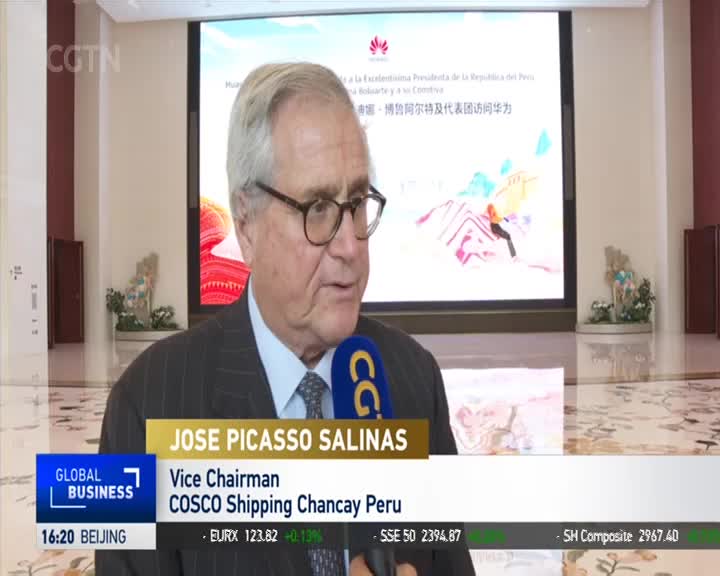 CGTN
HUAWEI
a la Excelentísima Presidenta de la República del Perú
Boluarte y a su Comitiva
博鲁阿尔特及代表团访问华为
CGT
JOSE PICASSO SALINAS
GLOBAL
BUSINESS
Vice Chairman
COSCO Shipping Chancay Peru
16:20 BEIJING
- EURX 123.82 +0.13% - SSE 50 2394.87 - SH Composite 2967.40